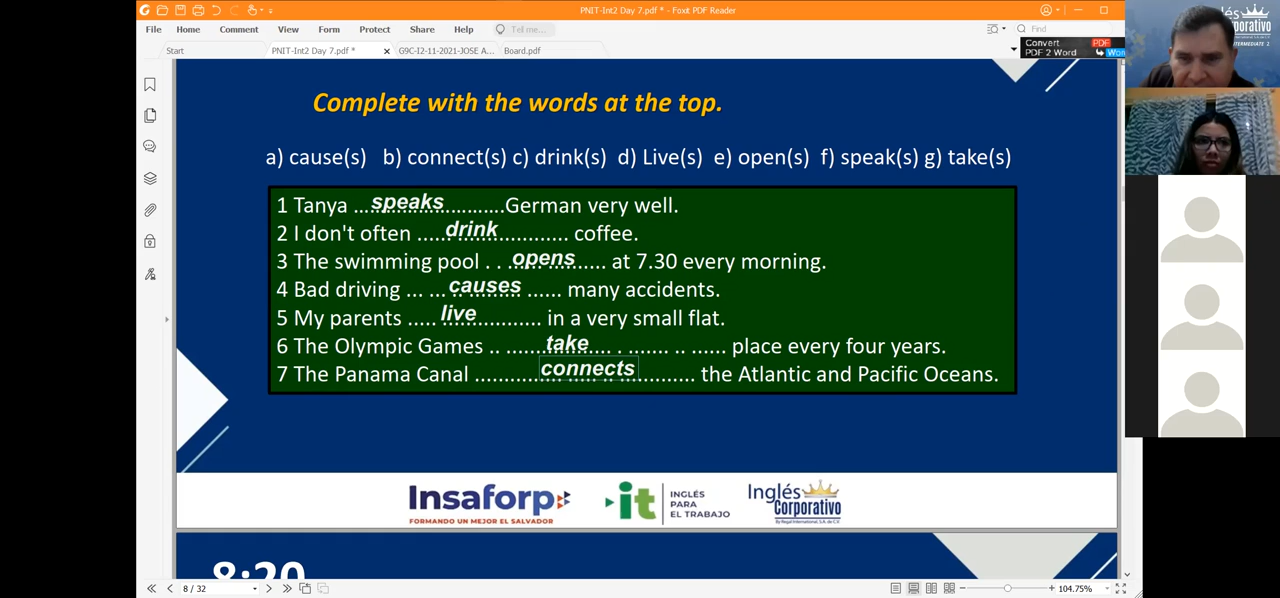 PNIT-Int2 Day 7.pdf * - Foxit PDF Reader
File Home Comment View Form Protect Share Help Tell me... Find
Start PNIT-Int2 Day 7.pdf * × G9C-12-11-2021-JOSE A... Board.pdf
Convert PDF
PDF 2 Word
Complete with the words at the top.
a) cause(s) b) connect(s) c) drink(s) d) Live(s) e) open(s) f) speak(s) g) take(s)
1 Tanya ... speaks ...........German very well.
2 I don't often ...... drink .................. coffee.
3 The swimming pool . . .. opens ...... at 7.30 every morning.
4 Bad driving ... ... causes ...... many accidents.
5 My parents ..... live ................ in a very small flat.
6 The Olympic Games .. ....... take .... . ....... .. ...... place every four years.
7 The Panama Canal ............. connects ............ the Atlantic and Pacific Oceans.
Insaforp
FORMANDO UN MEJOR EL SALVADOR
it
INGLÉS
PARA
EL TRABAJO
Inglés
Corporativo
8:20
8 / 32
104.75%